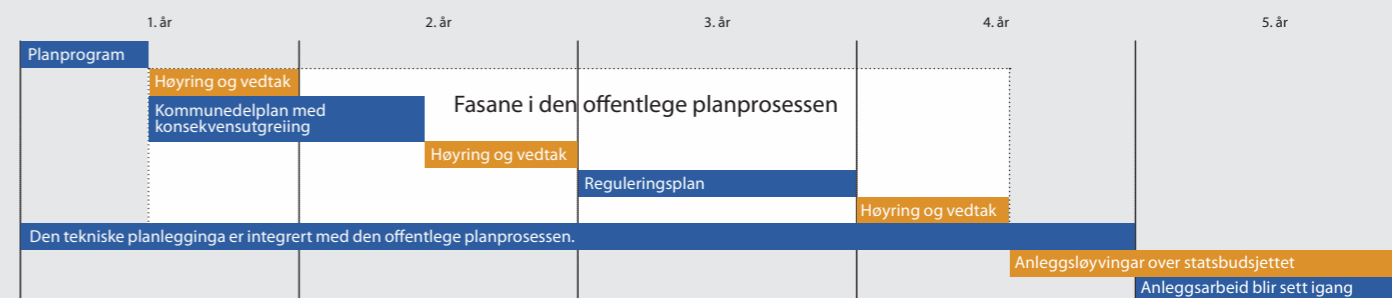 1. år
2. år
3. år
4. år
5. år
Planprogram
Høyring og vedtak
Fasane i den offentlege planprosessen
Kommunedelplan med
konsekvensutgreiing
Høyring og vedtak
Reguleringsplan
Høyring og vedtak
Den tekniske planlegginga er integrert med den offentlege planprosessen.
Anleggsløyvingar over statsbudsjettet
Anleggsarbeid blir sett igang